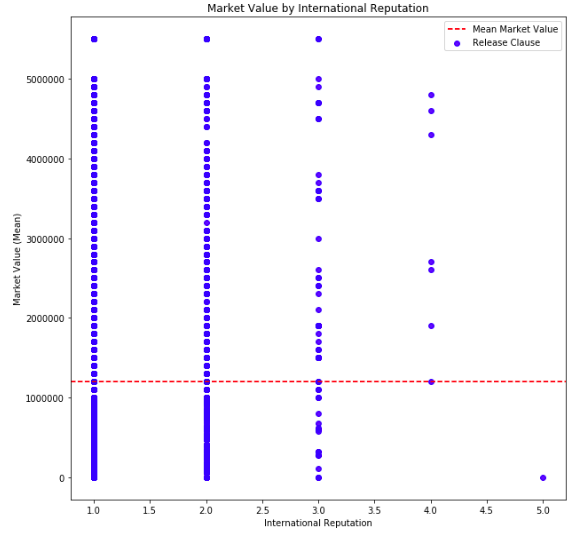 Market Value by International Reputation
Mean Market Value
Release Clause
5000000
4000000
3000000
2000000
1000000
0
Market Value (Mean)
1.0 1.5 2.0 2.5 3.0 3.5 4.0 4.5 5.0
International Reputation